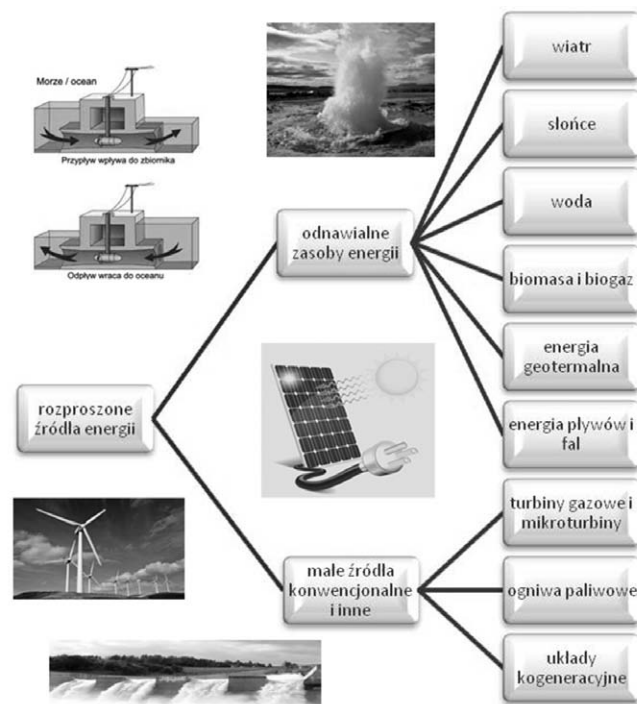 Morze / ocean
Przypływ wpływa do zbiornika
Odpływ wraca do oceanu
rozproszone
źródła energii
odnawialne
zasoby energii
wiatr
słońce
woda
biomasa i biogaz
energia
geotermalna
energia pływów i
fal
małe źródła
konwencjonalne
i inne
turbiny gazowe i
mikroturbiny
ogniwa paliwowe
układy
kogeneracyjne